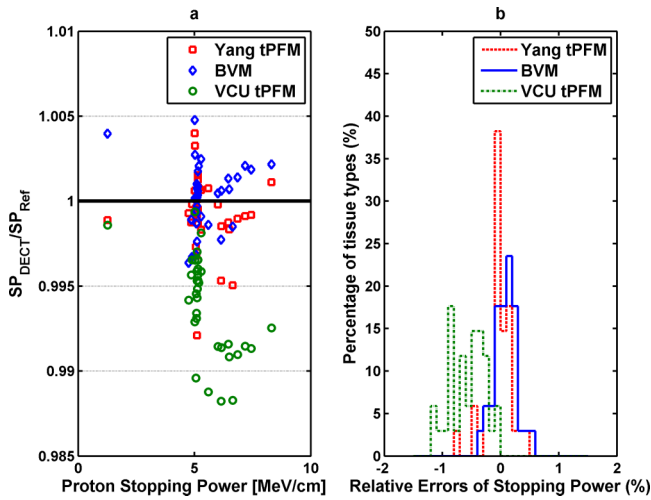 a
b
1.01
1.005
1
0.995
0.99
0.985
SP_DECT/SP_Ref
Yang tPFM
BVM
VCU tPFM
0
5
10
Proton Stopping Power [MeV/cm]
50
45
40
35
30
25
20
15
10
5
0
Percentage of tissue types (%)
Yang tPFM
BVM
VCU tPFM
-2
-1
0
1
2
Relative Errors of Stopping Power (%)